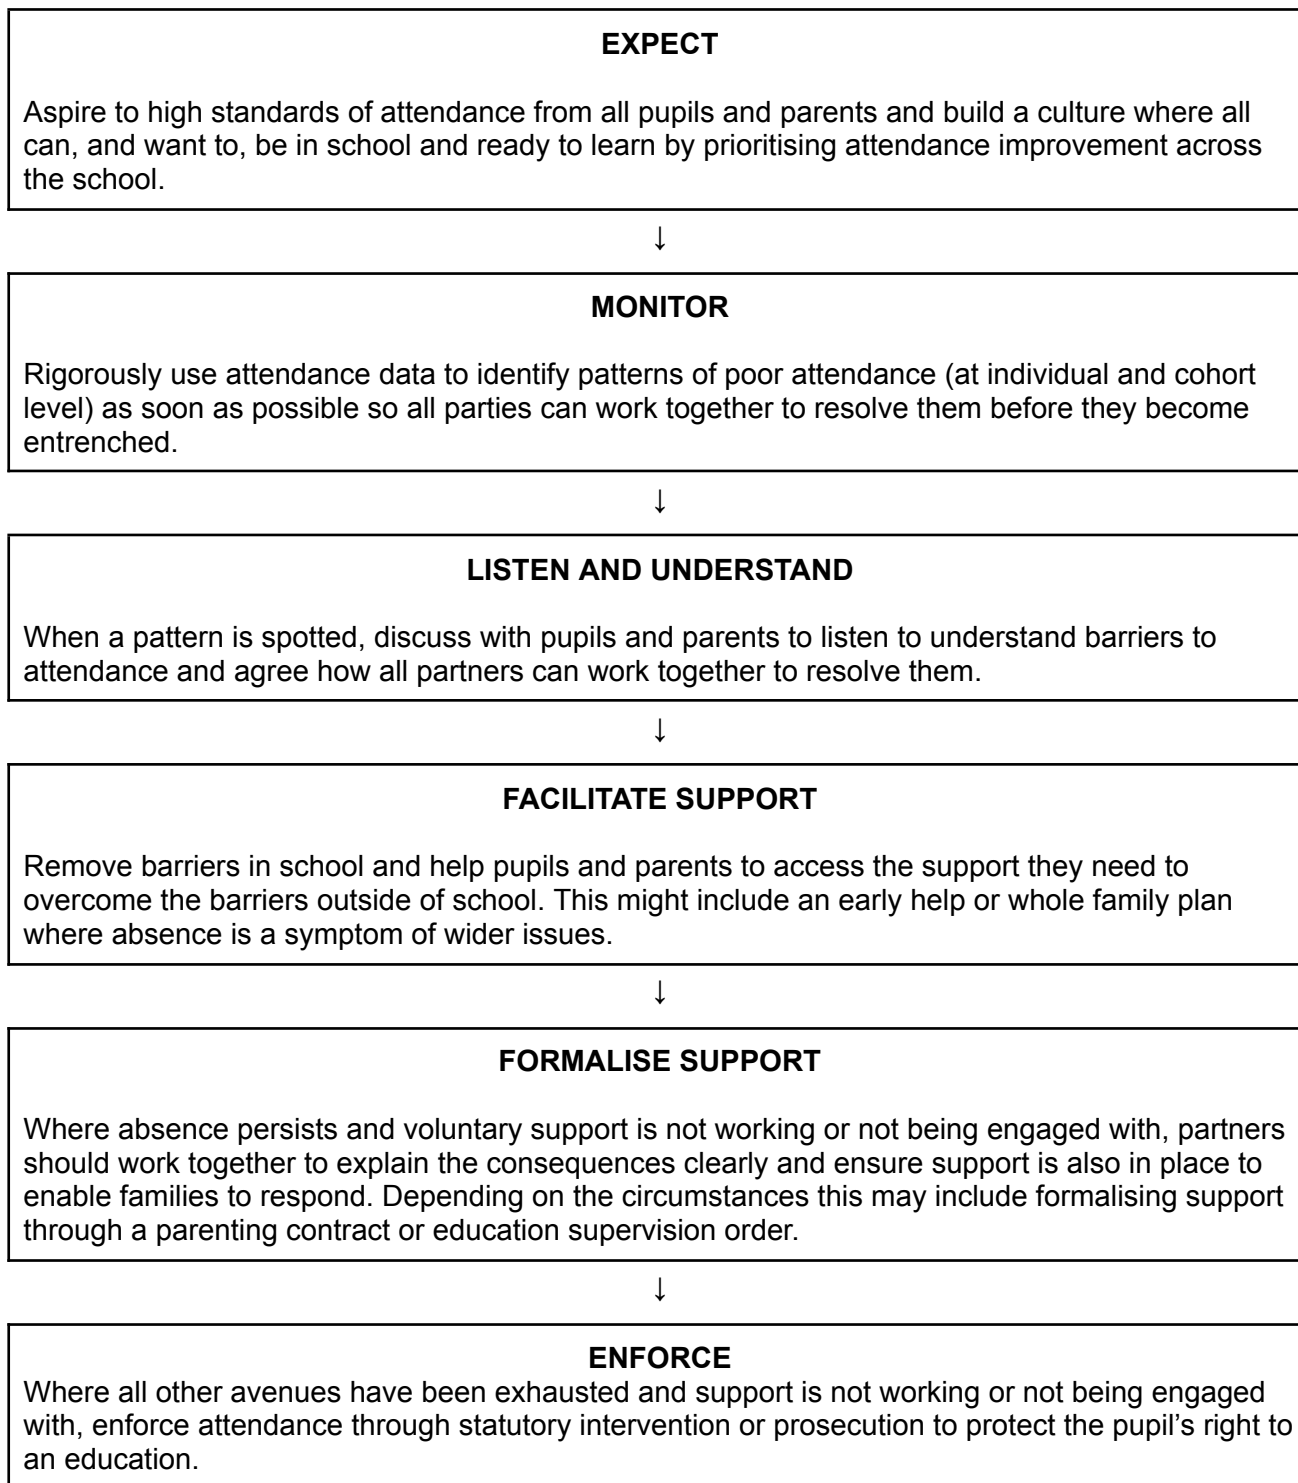 EXPECT
Aspire to high standards of attendance from all pupils and parents and build a culture where all
can, and want to, be in school and ready to learn by prioritising attendance improvement across
the school.
↓
MONITOR
Rigorously use attendance data to identify patterns of poor attendance (at individual and cohort
level) as soon as possible so all parties can work together to resolve them before they become
entrenched.
↓
LISTEN AND UNDERSTAND
When a pattern is spotted, discuss with pupils and parents to listen to understand barriers to
attendance and agree how all partners can work together to resolve them.
↓
FACILITATE SUPPORT
Remove barriers in school and help pupils and parents to access the support they need to
overcome the barriers outside of school. This might include an early help or whole family plan
where absence is a symptom of wider issues.
↓
FORMALISE SUPPORT
Where absence persists and voluntary support is not working or not being engaged with, partners
should work together to explain the consequences clearly and ensure support is also in place to
enable families to respond. Depending on the circumstances this may include formalising support
through a parenting contract or education supervision order.
↓
ENFORCE
Where all other avenues have been exhausted and support is not working or not being engaged
with, enforce attendance through statutory intervention or prosecution to protect the pupil’s right to
an education.